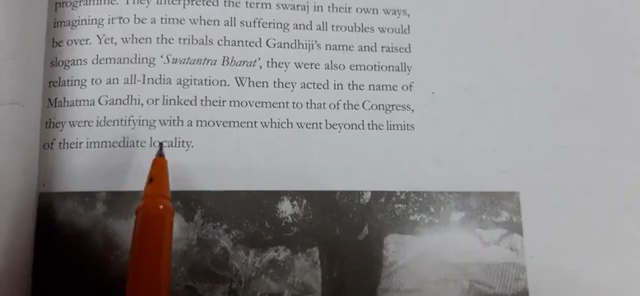 programme. They interpreted the term swaraj in their own ways,
imagining it to be a time when all suffering and all troubles would
be over. Yet, when the tribals chanted Gandhiji's name and raised
slogans demanding 'Swatantra Bharat', they were also emotionally
relating to an all-India agitation. When they acted in the name of
Mahatma Gandhi, or linked their movement to that of the Congress,
they were identifying with a movement which went beyond the limits
of their immediate locality.